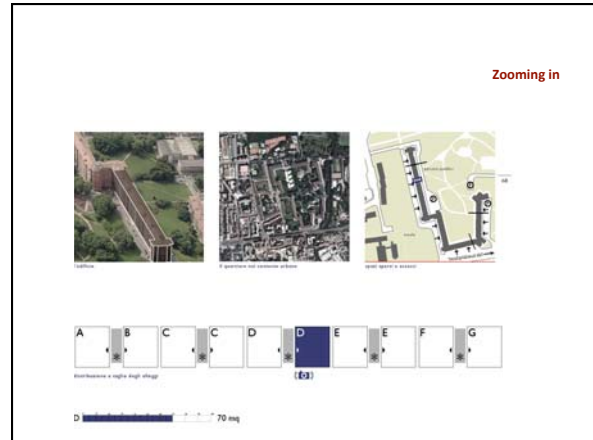 Zooming in
l'edificio
il quartiere nel contesto urbano
spazi aperti e accessi
A B C C D D E E F G
distribuzione e taglio degli alloggi
D 70 mq